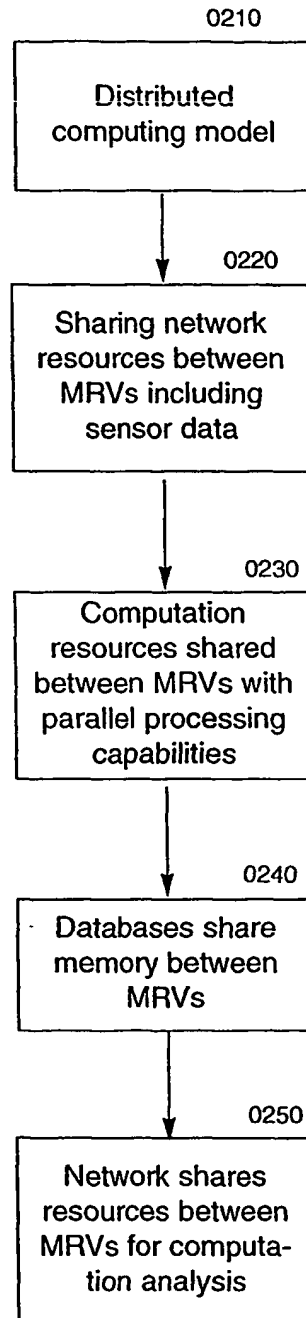 0210
Distributed
computing model
0220
Sharing network
resources between
MRVs including
sensor data
0230
Computation
resources shared
between MRVs with
parallel processing
capabilities
0240
Databases share
memory between
MRVs
0250
Network shares
resources between
MRVs for computa-
tion analysis